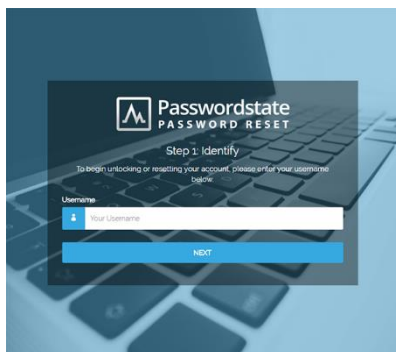 Passwordstate
PASSWORD RESET
Step 1: Identify
To begin unlocking or resetting your account, please enter your username
below.
Username
Your Username
NEXT